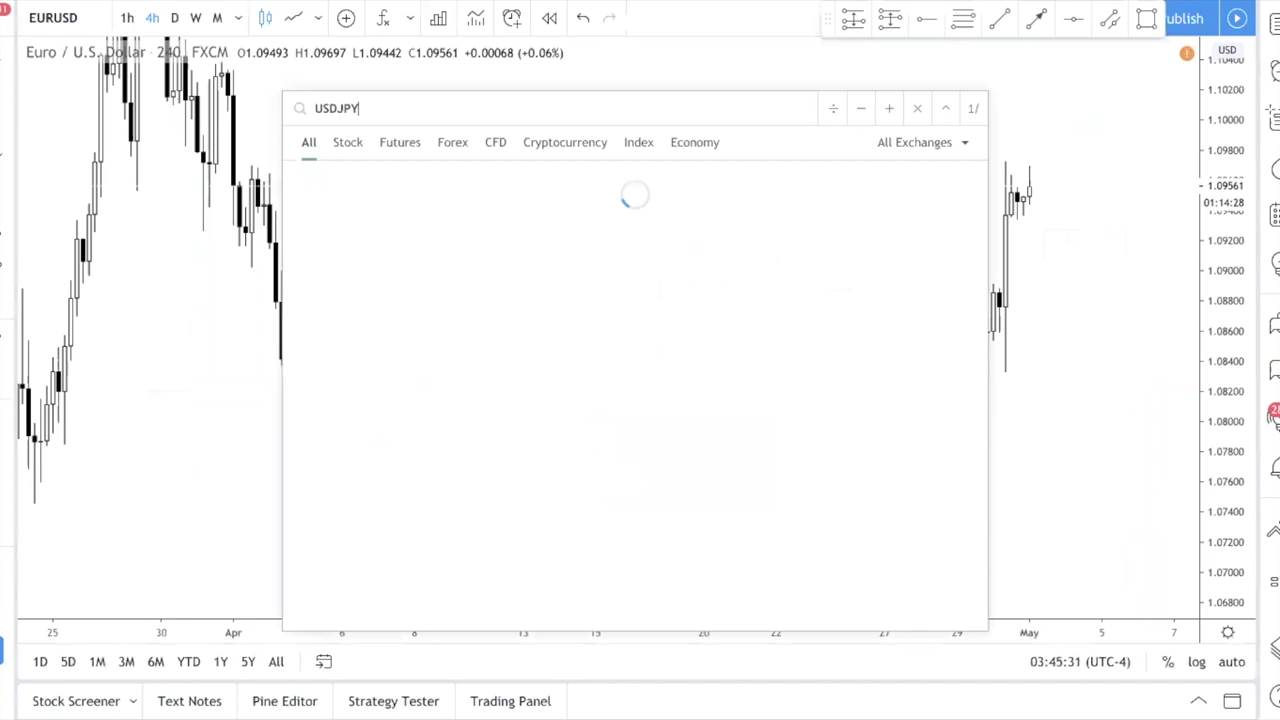 11
EURUSD 1h 4h D W M
ublish
Euro / U.S. Dollar · 240 · FXCM O1.09493 H1.09697 L1.09442 C1.09561 +0.00068 (+0.06%)
USD
1.10400
1.10200
1.10000
1.09800
1.09561
01:14:28
1.09400
1.09200
1.09000
1.08800
1.08600
1.08400
1.08200
1.08000
1.07800
1.07600
1.07400
1.07200
1.07000
1.06800
USDJPY
1/
All Stock Futures Forex CFD Cryptocurrency Index Economy All Exchanges
28
25 30 Apr 6 8 13 15 20 22 27 29 May 5 7
1D 5D 1M 3M 6M YTD 1Y 5Y All 03:45:31 (UTC-4) % log auto
Stock Screener Text Notes Pine Editor Strategy Tester Trading Panel